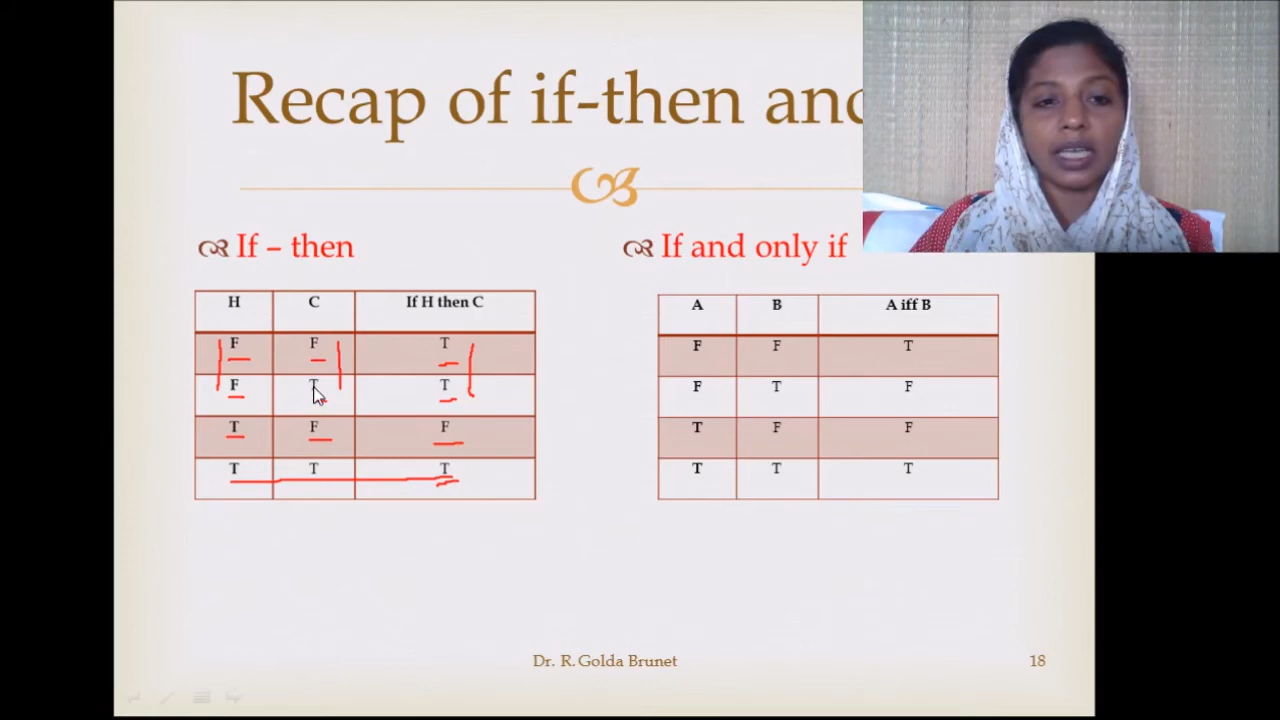 Recap of if-then and
If – then
If and only if
H C If H then C
F F T
F T T
T F F
T T T
A B A iff B
F F T
F T F
T F F
T T T
Dr. R. Golda Brunet
18